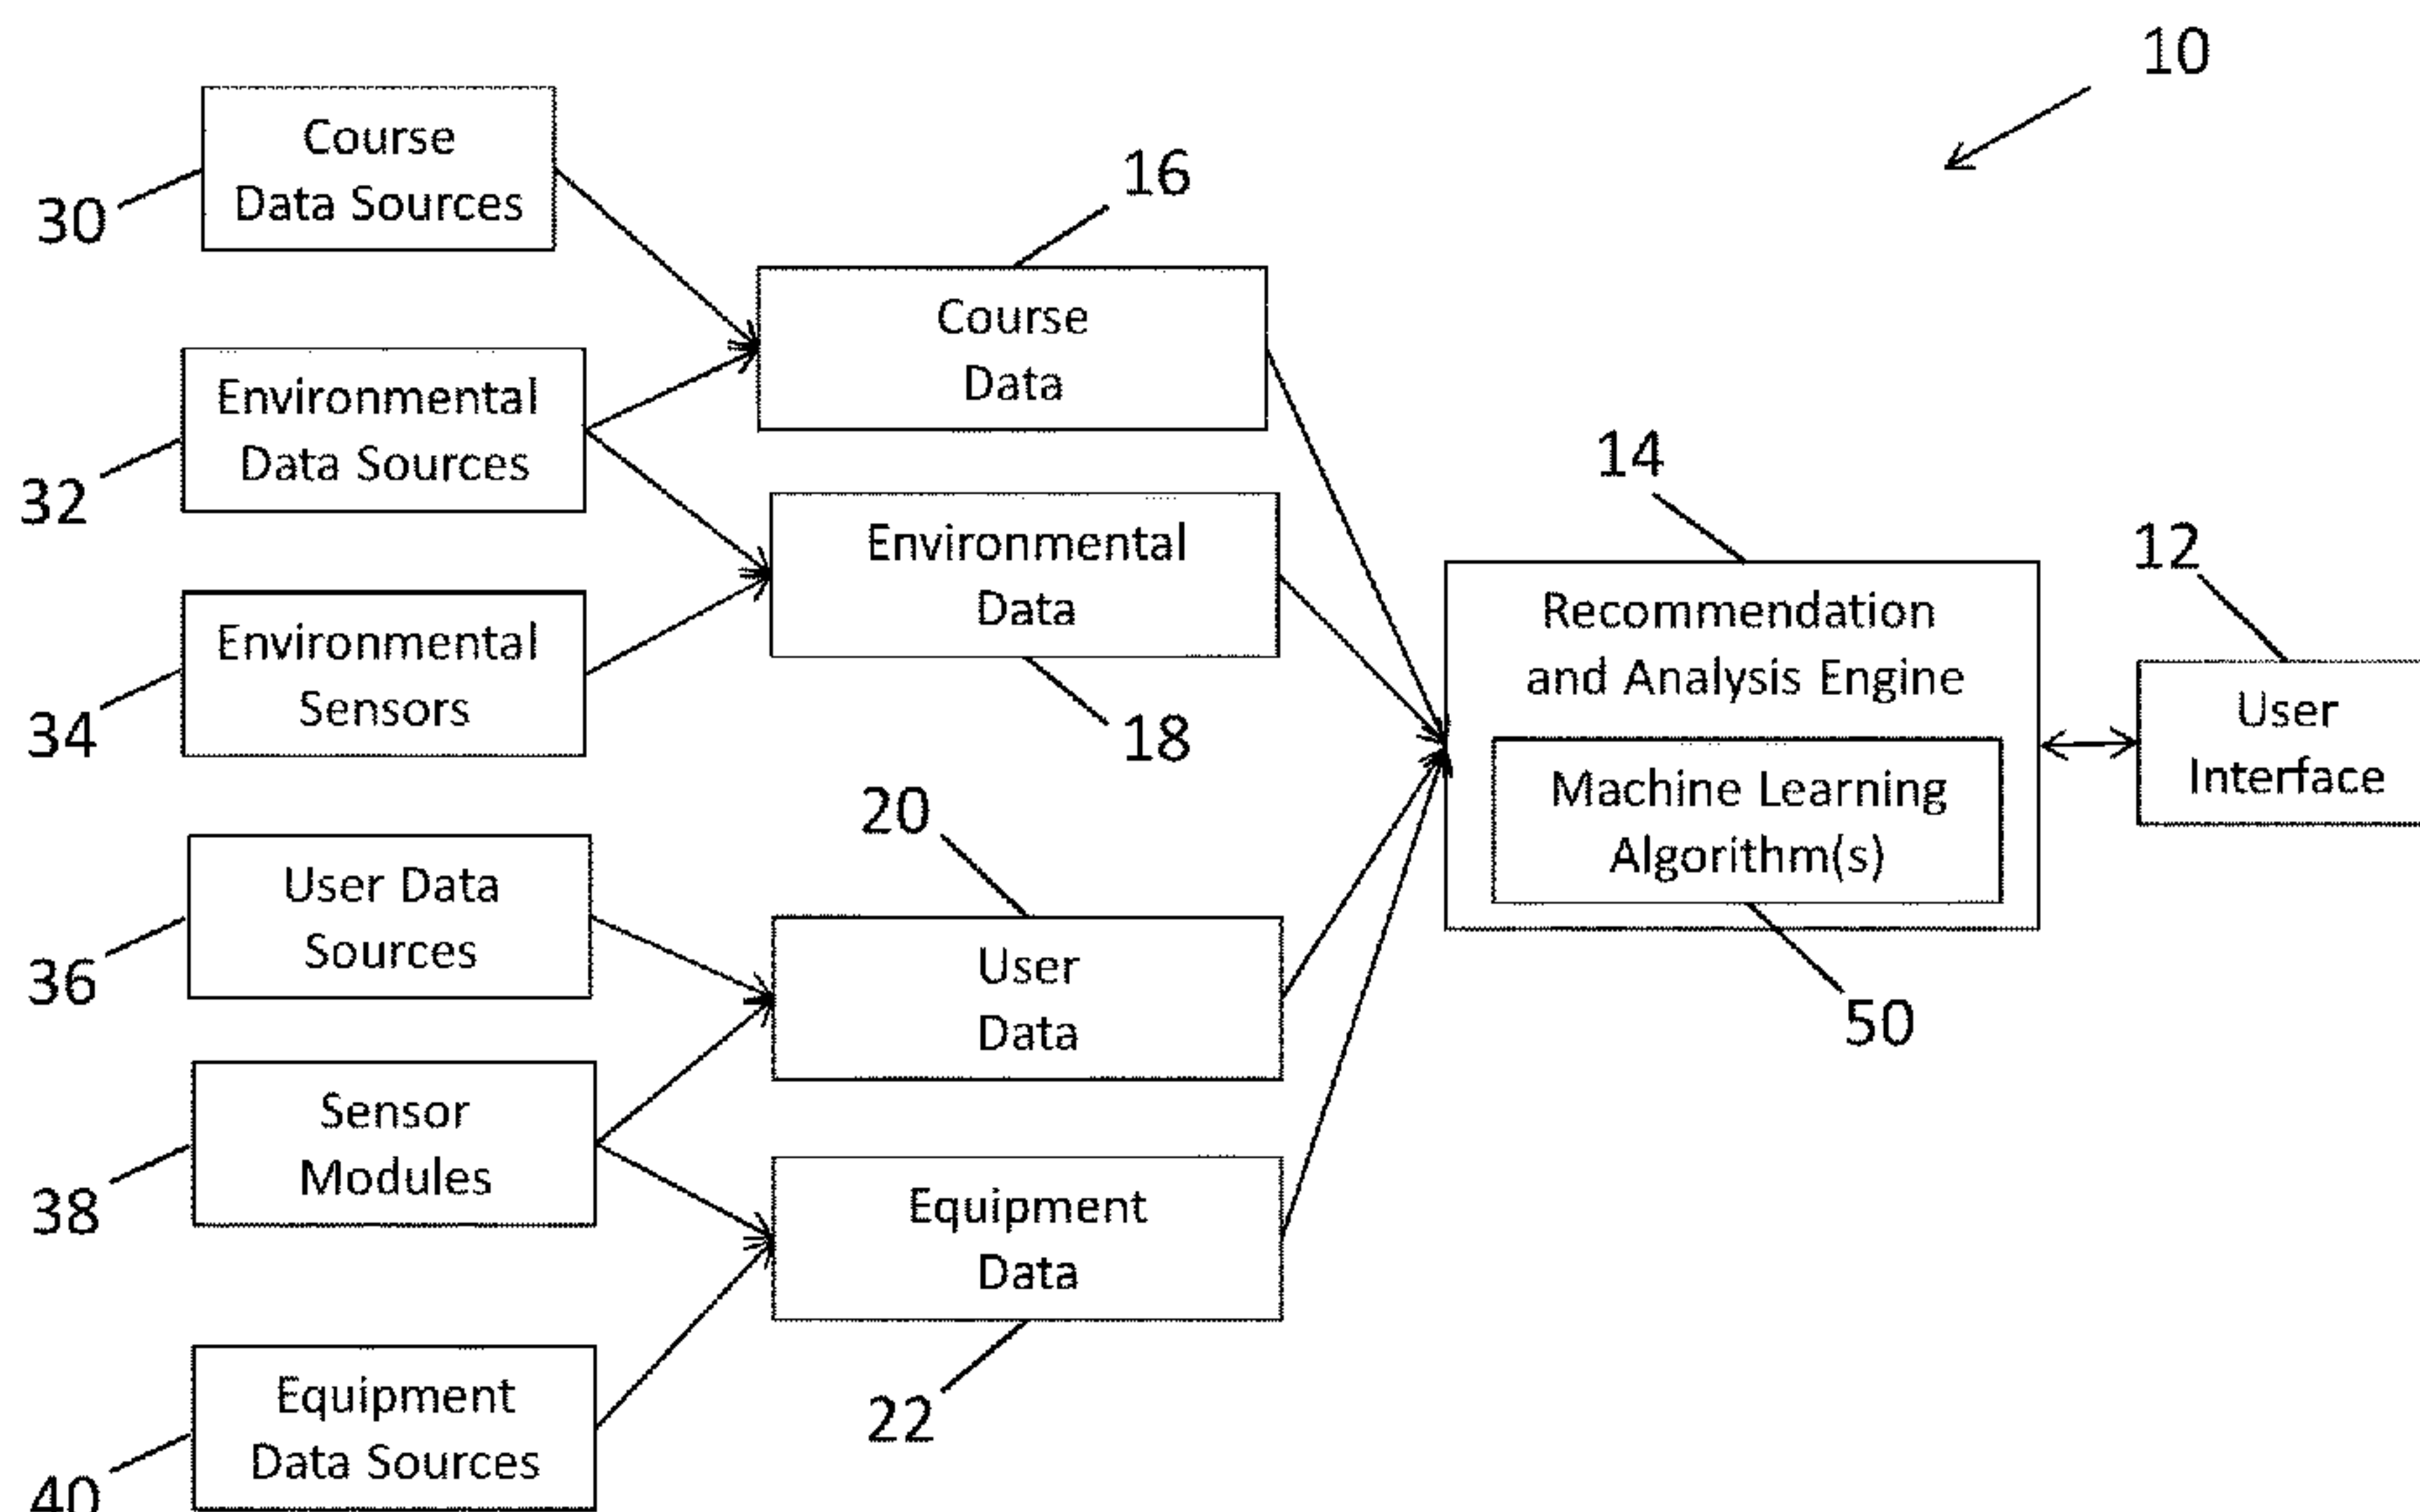 10
Course
Data Sources
30
16
Course
Data
Environmental
Data Sources
32
14
Environmental
Data
12
Recommendation
and Analysis Engine
Environmental
Sensors
34
18
User
Interface
Machine Learning
Algorithm(s)
20
User Data
Sources
36
User
Data
50
Sensor
Modules
38
Equipment
Data
22
Equipment
Data Sources
40